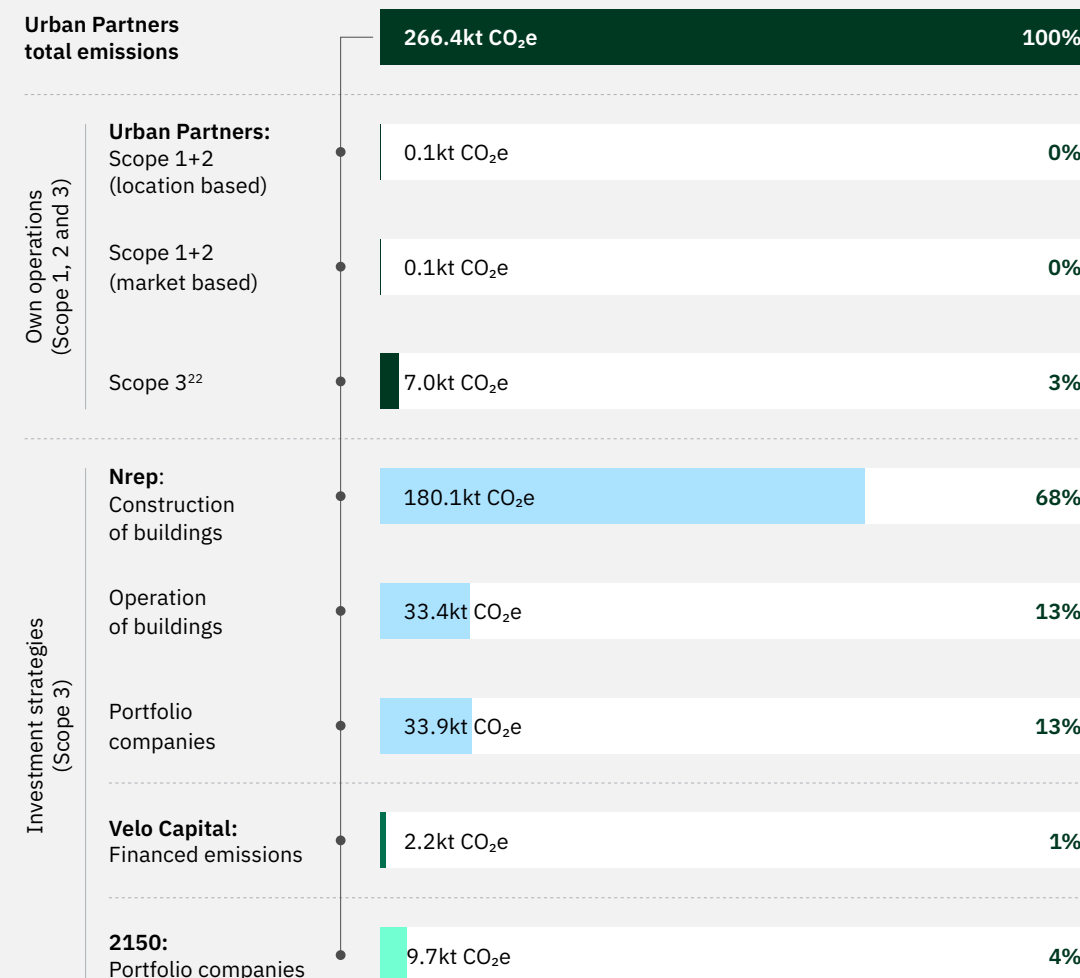 Urban Partners
total emissions
266.4kt CO₂e
100%
Own operations
(Scope 1, 2 and 3)
Urban Partners:
Scope 1+2
(location based)
0.1kt CO₂e
0%
Scope 1+2
(market based)
0.1kt CO₂e
0%
Scope 3²²
7.0kt CO₂e
3%
Investment strategies
(Scope 3)
Nrep:
Construction
of buildings
180.1kt CO₂e
68%
Operation
of buildings
33.4kt CO₂e
13%
Portfolio
companies
33.9kt CO₂e
13%
Velo Capital:
Financed emissions
2.2kt CO₂e
1%
2150:
Portfolio companies
9.7kt CO₂e
4%